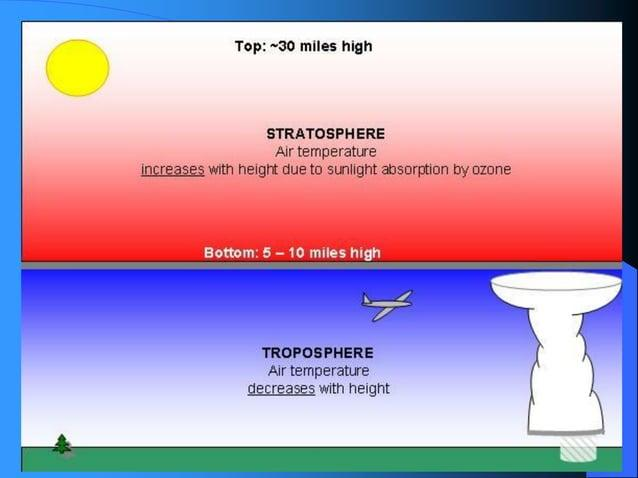 Top: ~30 miles high
STRATOSPHERE
Air temperature
increases with height due to sunlight absorption by ozone
Bottom: 5 – 10 miles high
TROPOSPHERE
Air temperature
decreases with height